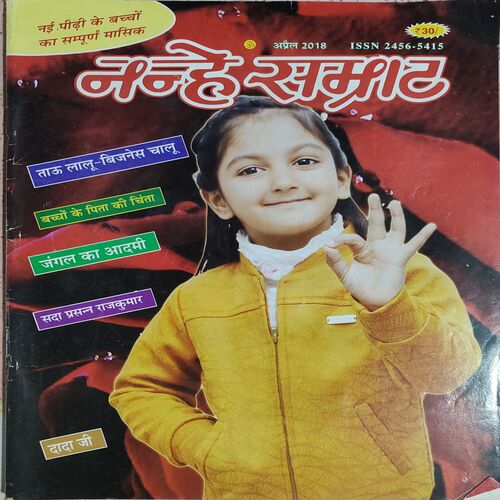 नई पीढ़ी के बच्चों
का सम्पूर्ण मासिक
अप्रैल 2018
ISSN 2456-5415
₹30/
नन्हे सम्राट
ताऊ लालू-बिजनेस चालू
बच्चों के पिता की चिंता
जंगल का आदमी
सदा प्रसन्न राजकुमार
दादा जी